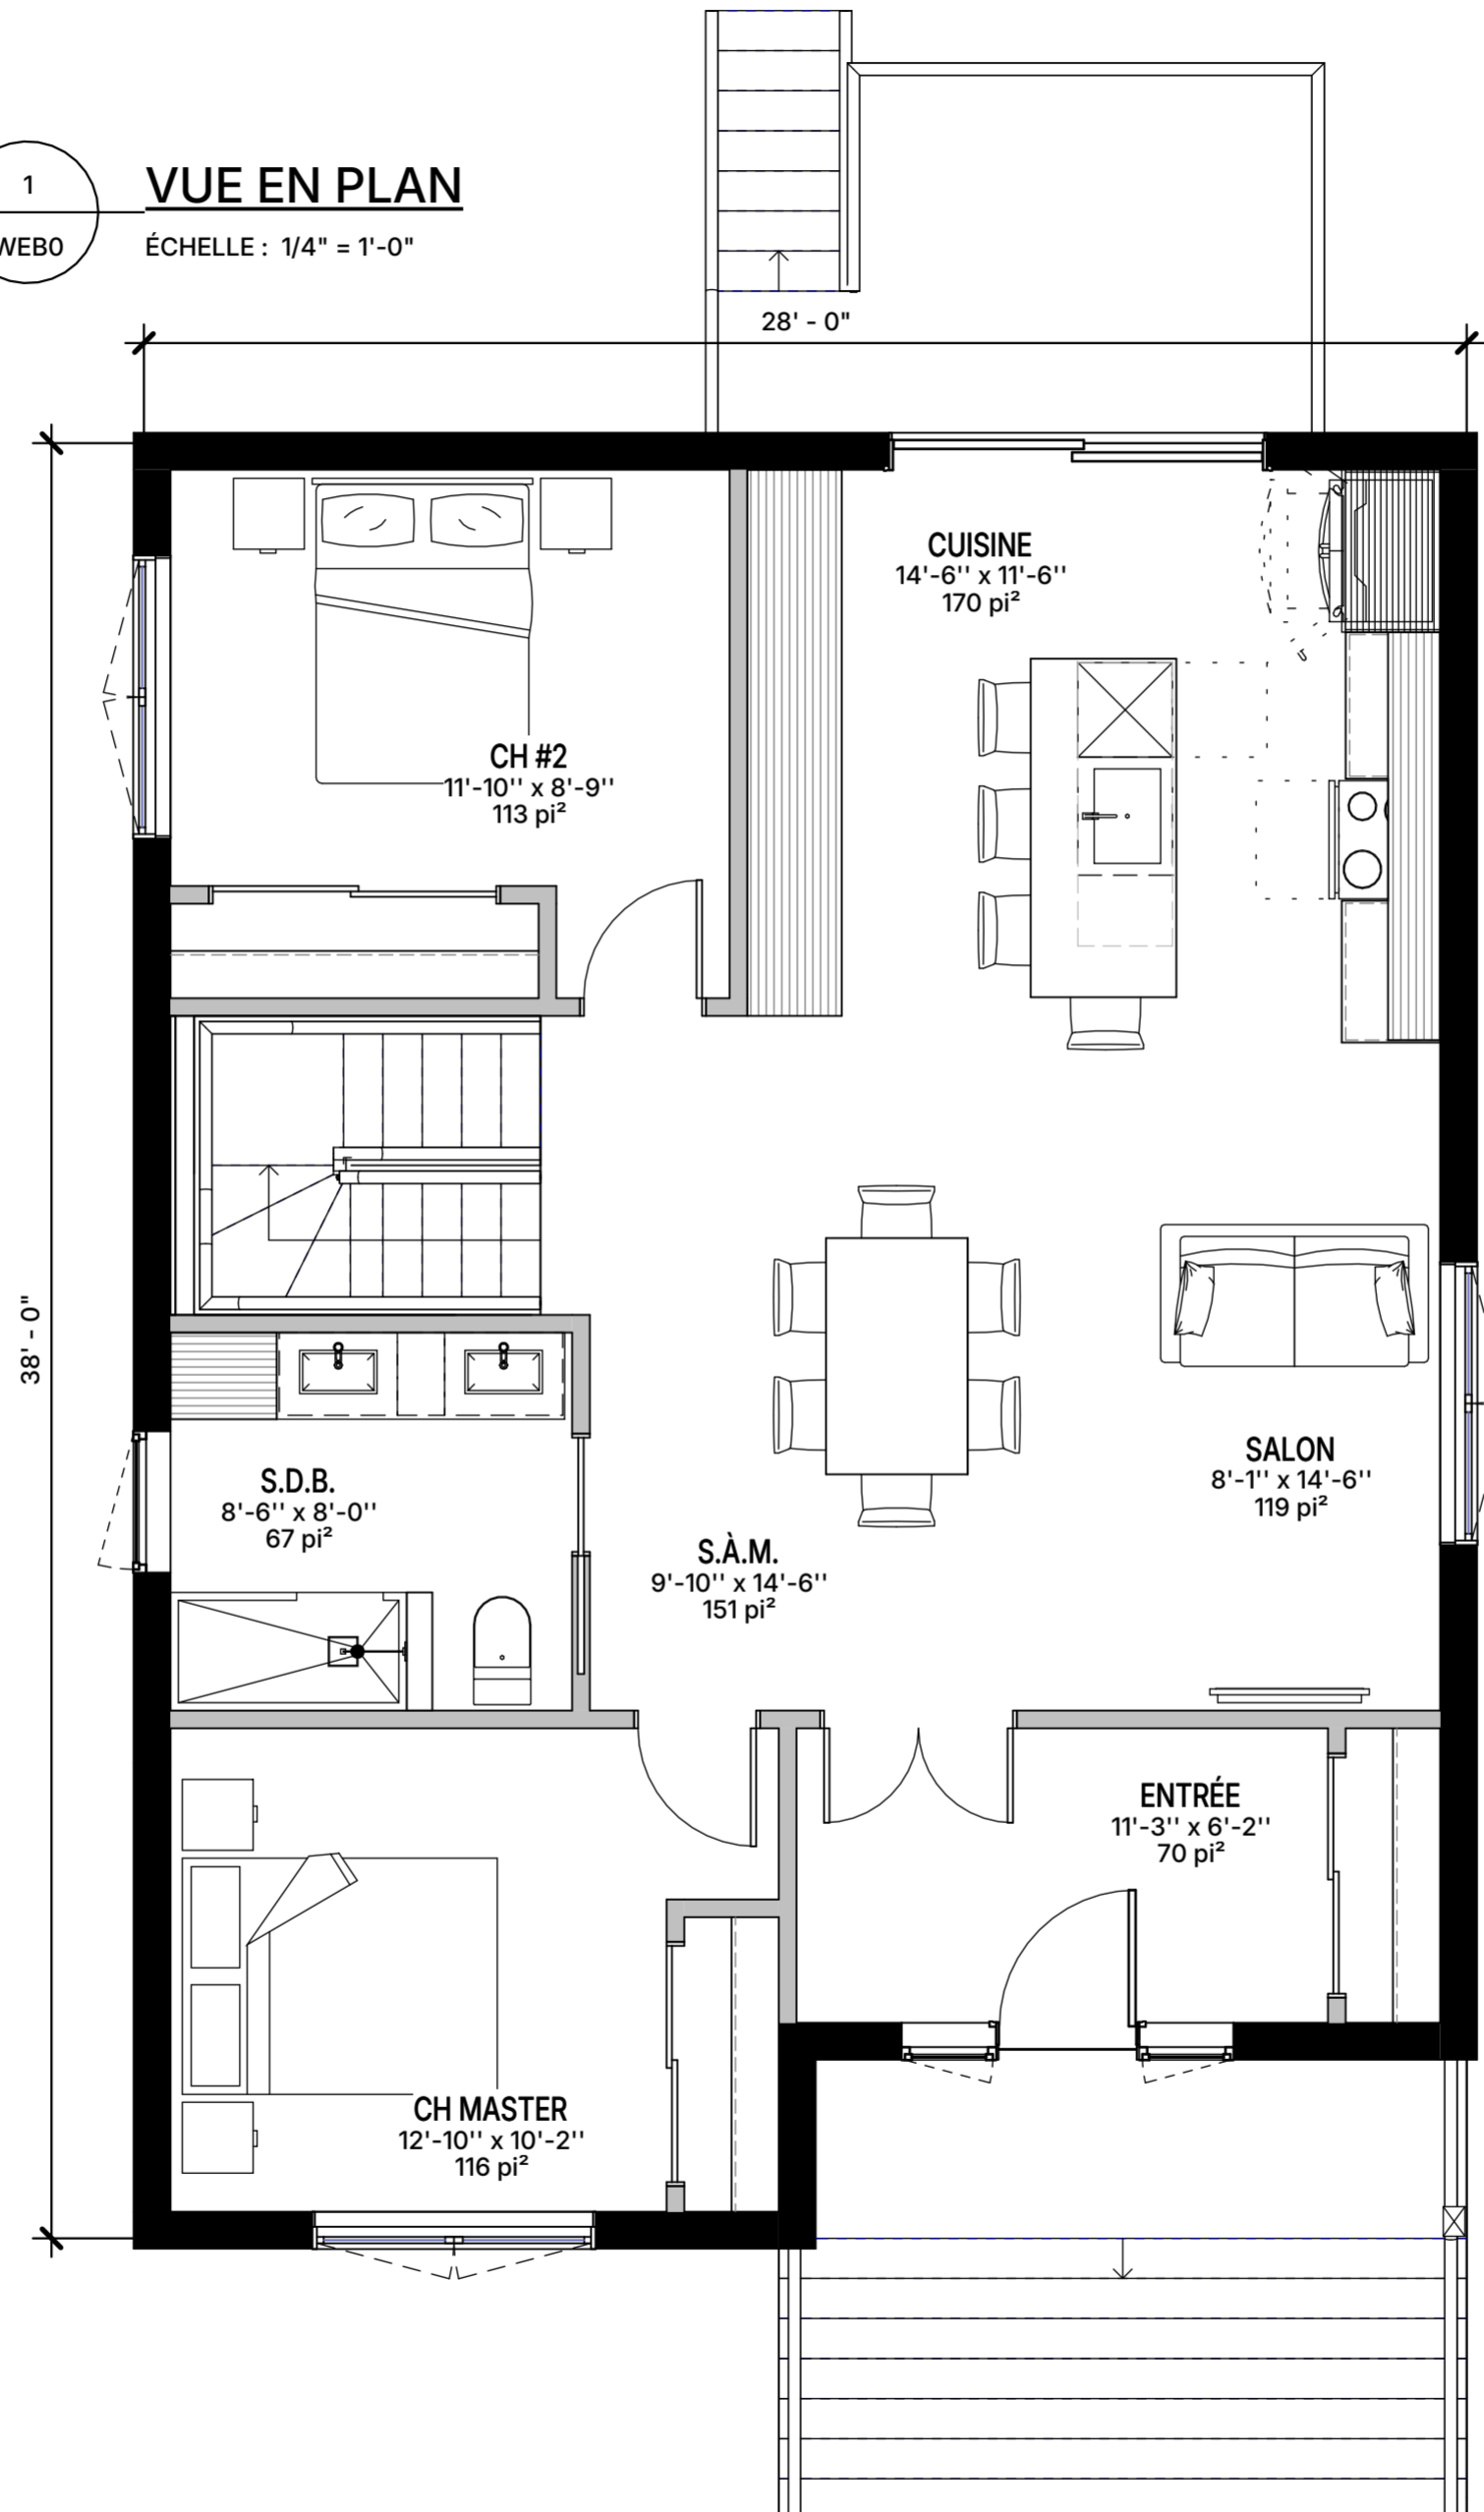 1
VUE EN PLAN
WEB0
ÉCHELLE : 1/4" = 1'-0"
28' - 0"
CUISINE
14'-6'' x 11'-6''
170 pi²
CH #2
11'-10'' x 8'-9''
113 pi²
38' - 0"
SALON
8'-1'' x 14'-6''
119 pi²
S.D.B.
8'-6'' x 8'-0''
67 pi²
S.À.M.
9'-10'' x 14'-6''
151 pi²
ENTRÉE
11'-3'' x 6'-2''
70 pi²
CH MASTER
12'-10'' x 10'-2''
116 pi²